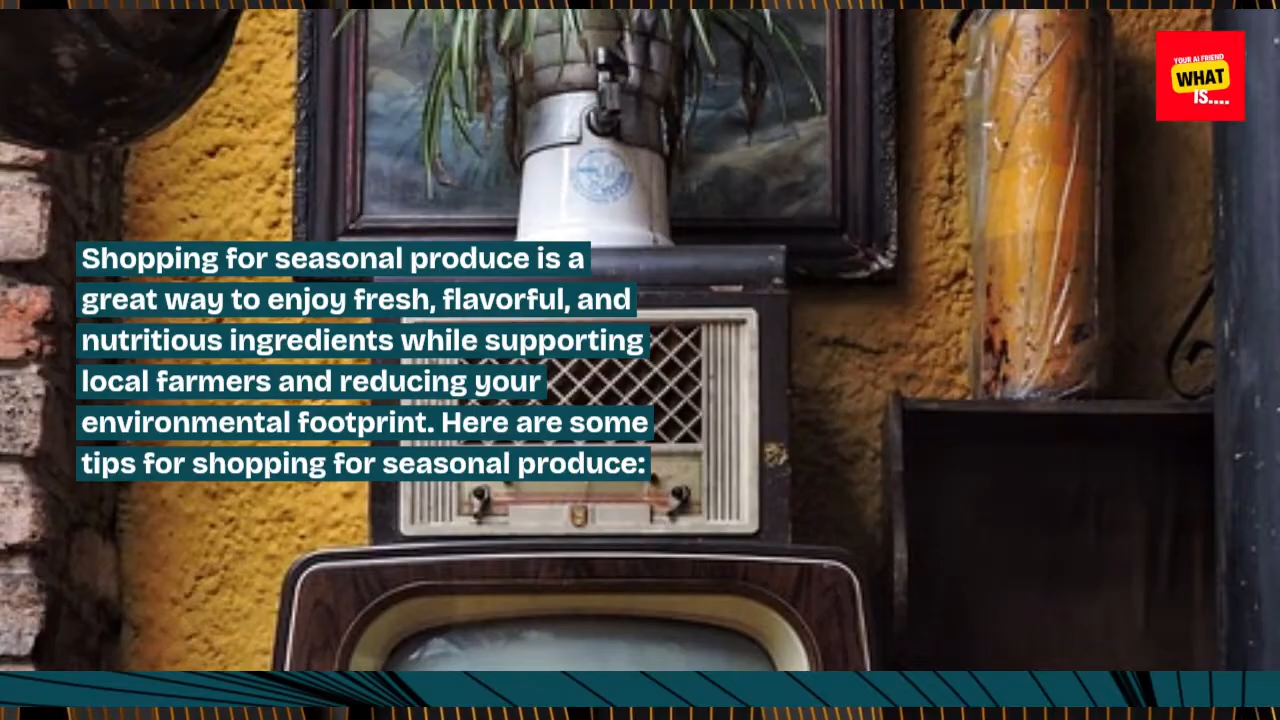 YOUR AI FRIEND
WHAT
IS....
Shopping for seasonal produce is a
great way to enjoy fresh, flavorful, and
nutritious ingredients while supporting
local farmers and reducing your
environmental footprint. Here are some
tips for shopping for seasonal produce: